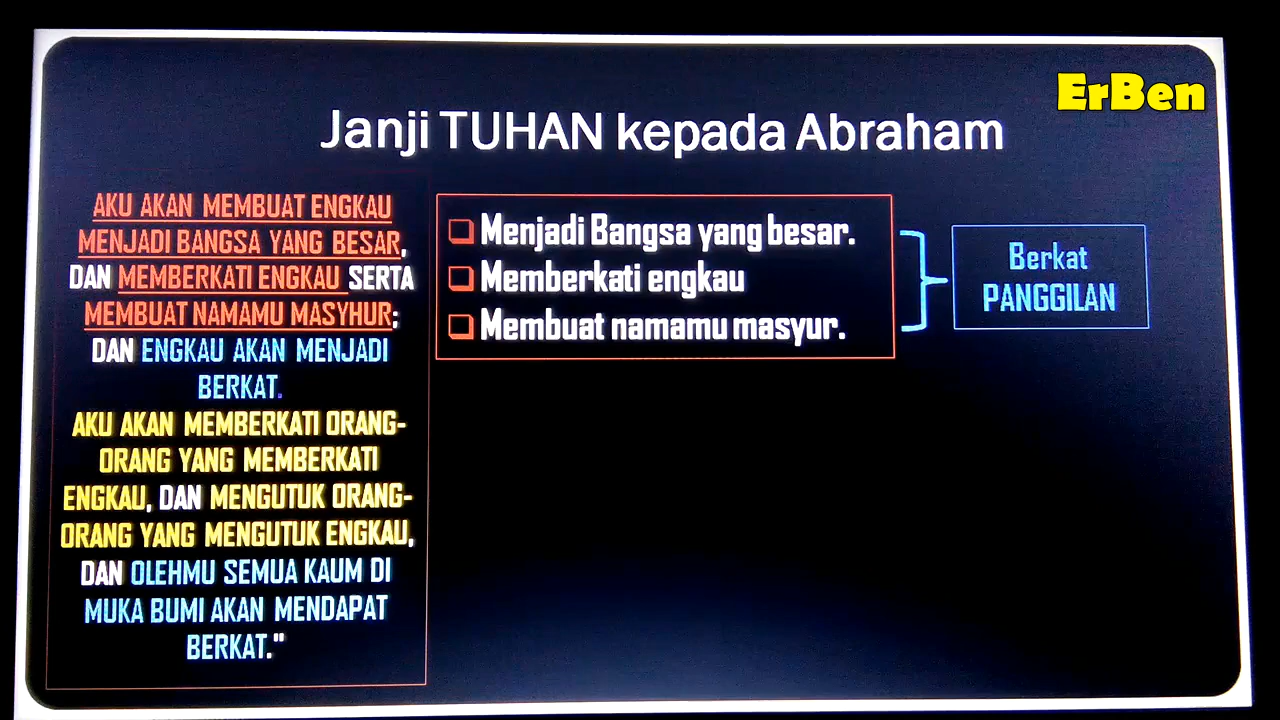 ErBen
Janji TUHAN kepada Abraham
AKU AKAN MEMBUAT ENGKAU
MENJADI BANGSA YANG BESAR,
DAN MEMBERKATI ENGKAU SERTA
MEMBUAT NAMAMU MASYHUR;
DAN ENGKAU AKAN MENJADI
BERKAT.
AKU AKAN MEMBERKATI ORANG-
ORANG YANG MEMBERKATI
ENGKAU, DAN MENGUTUK ORANG-
ORANG YANG MENGUTUK ENGKAU,
DAN OLEHMU SEMUA KAUM DI
MUKA BUMI AKAN MENDAPAT
BERKAT."
Menjadi Bangsa yang besar.
Memberkati engkau
Membuat namamu masyur.
Berkat
PANGGILAN